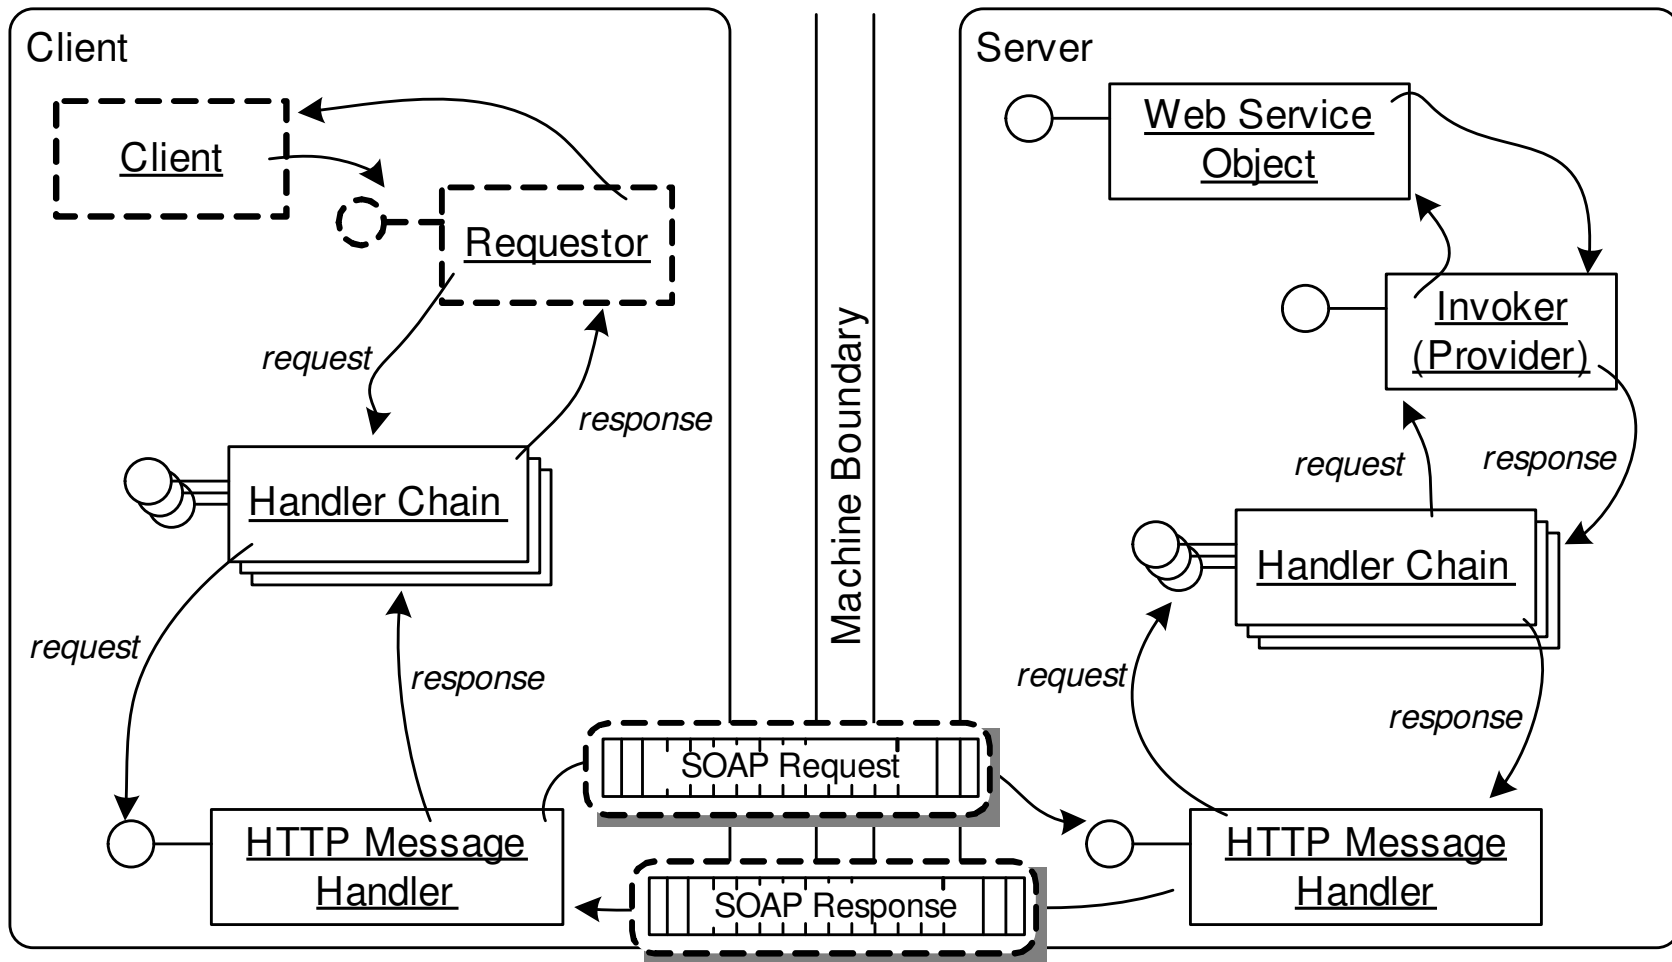 Client
Client
Requestor
request
response
Handler Chain
request
response
HTTP Message
Handler
Machine Boundary
SOAP Request
SOAP Response
Server
Web Service
Object
Invoker
(Provider)
request
response
Handler Chain
request
response
HTTP Message
Handler